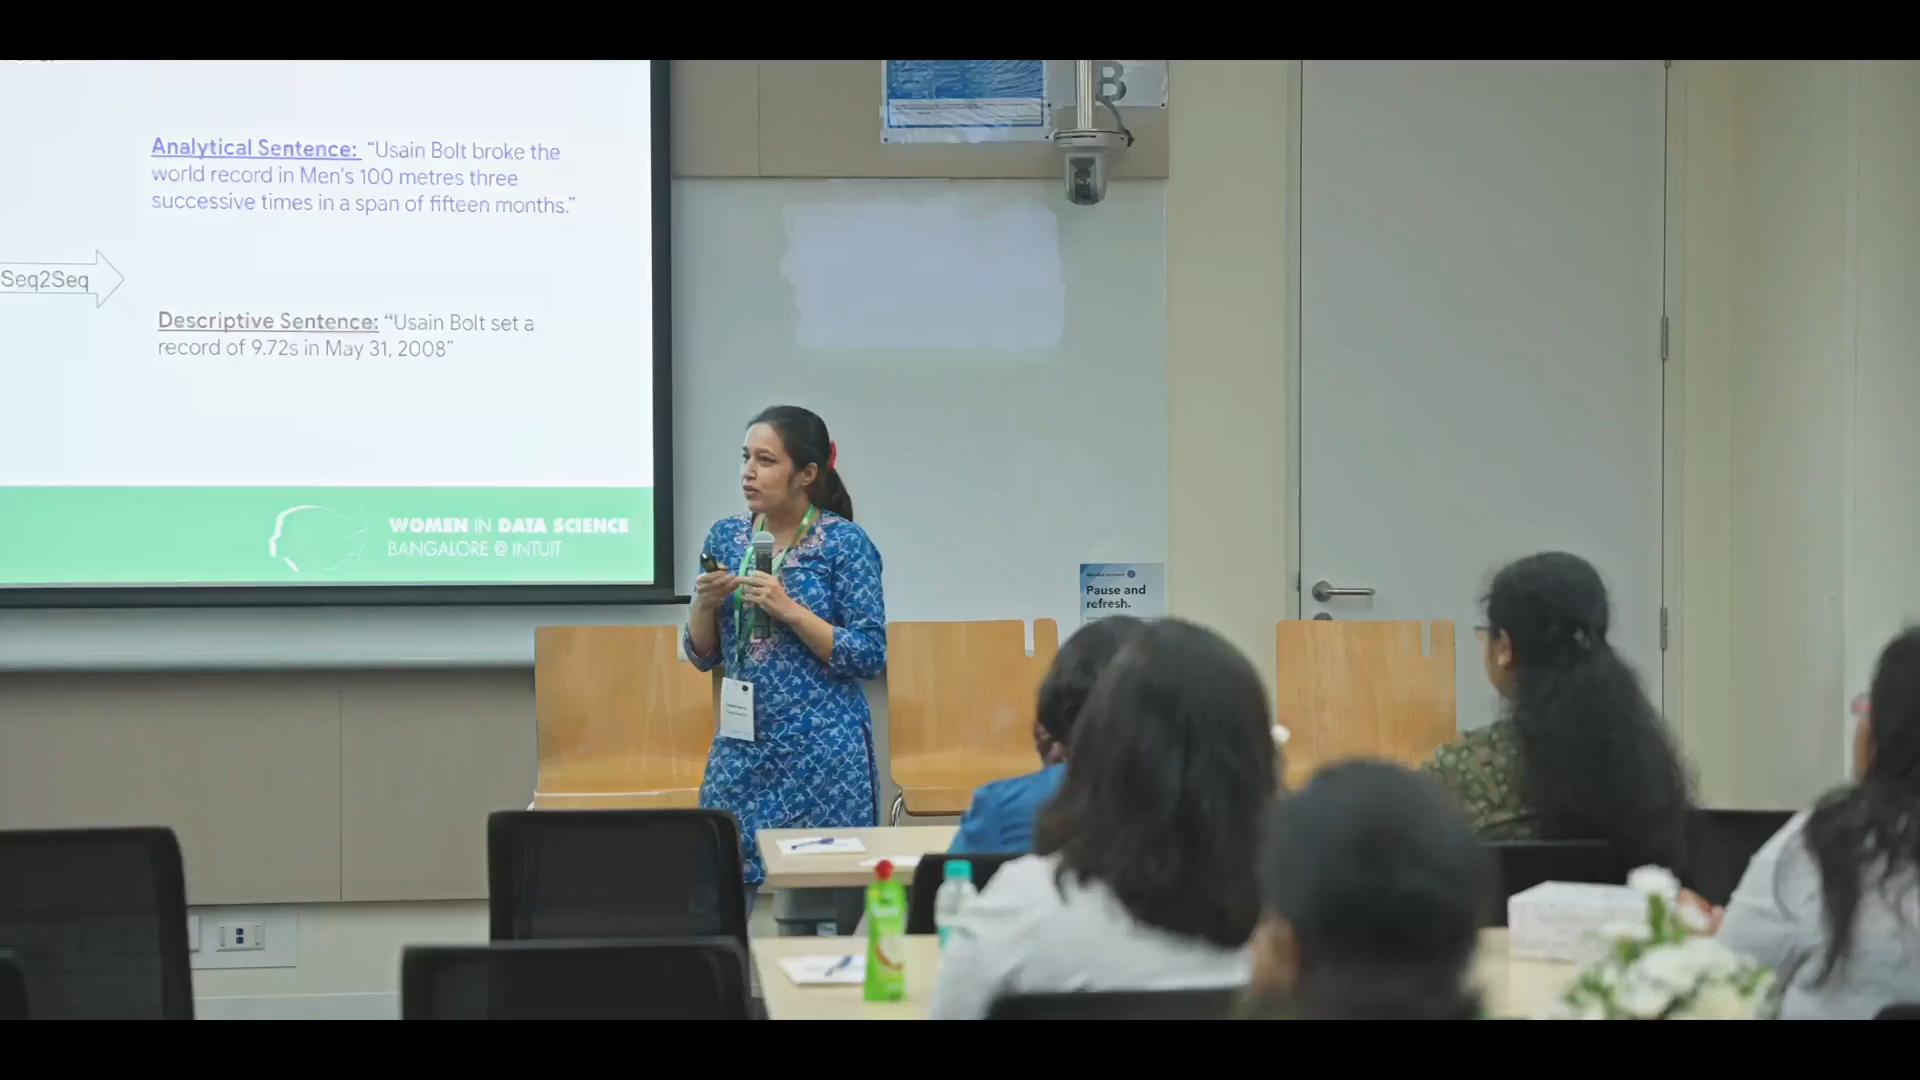 Analytical Sentence: “Usain Bolt broke the
world record in Men's 100 metres three
successive times in a span of fifteen months.”
Seq2Seq
Descriptive Sentence: “Usain Bolt set a
record of 9.72s in May 31, 2008”
WOMEN IN DATA SCIENCE
BANGALORE @ INTUIT
B
Pause and
refresh.